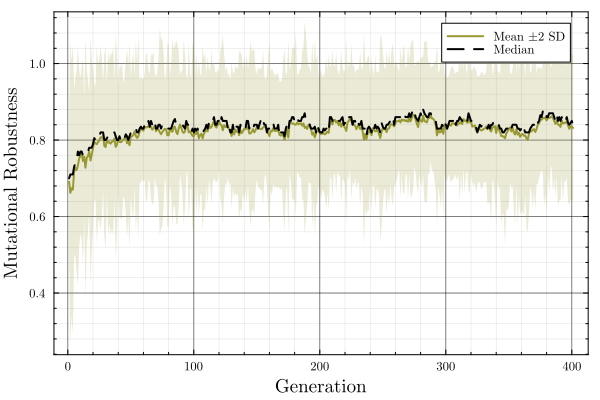 Mean ±2 SD
Median
1.0
0.8
0.6
0.4
Mutational Robustness
0 100 200 300 400
Generation